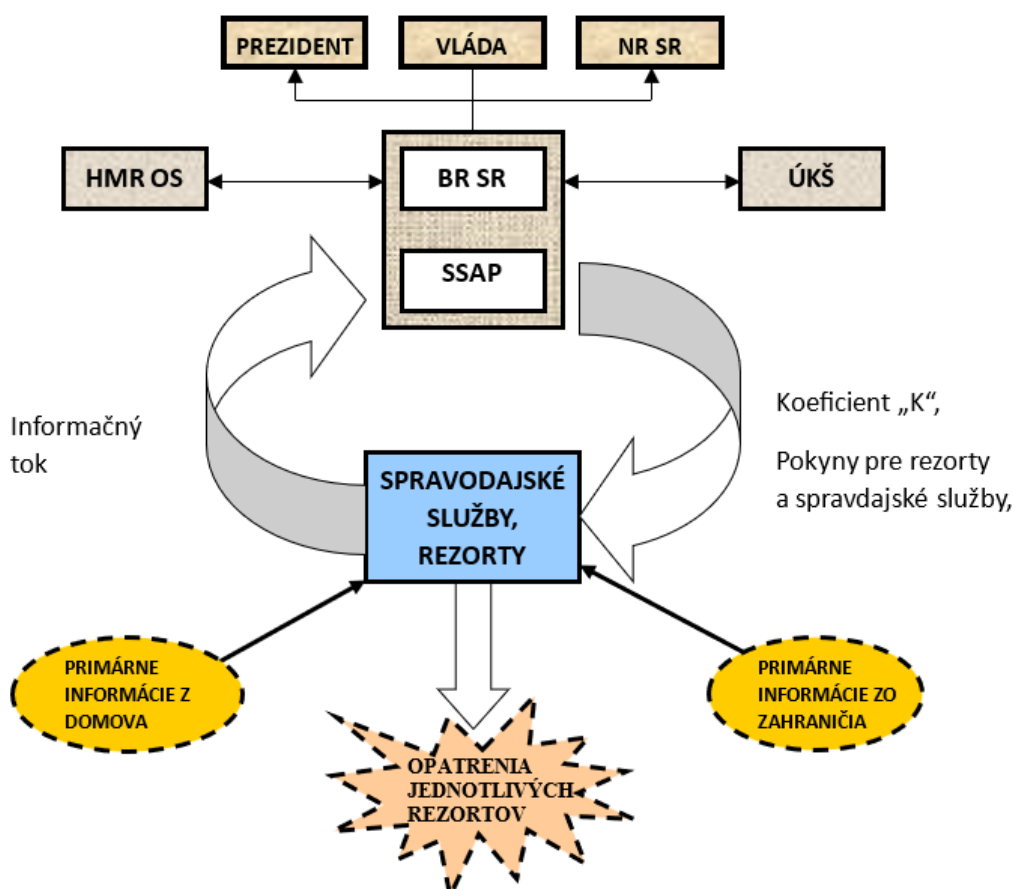 PREZIDENT
VLÁDA
NR SR
HMR OS
BR SR
ÚKŠ
SSAP
Informačný
tok
Koeficient „K“,
Pokyny pre rezorty
a spravdajské služby,
SPRAVODAJSKÉ
SLUŽBY,
REZORTY
PRIMÁRNE
INFORMÁCIE Z
DOMOVA
PRIMÁRNE
INFORMÁCIE ZO
ZAHRANIČIA
OPATRENIA
JEDNOTLIVÝCH
REZORTOV